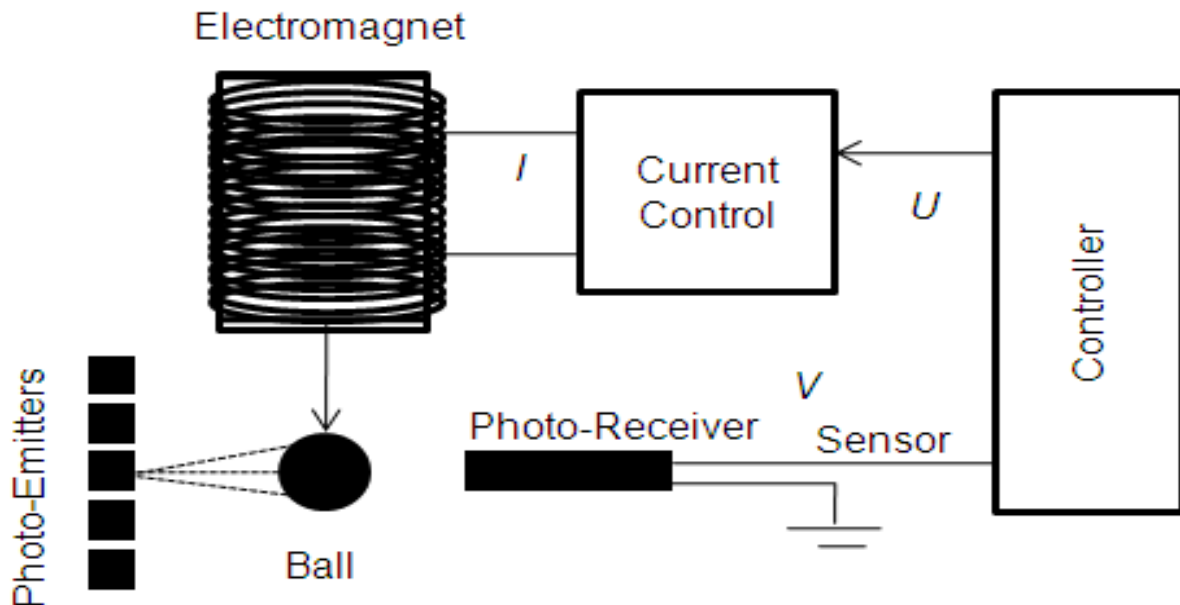 Electromagnet
I
Current
Control
U
Controller
Photo-Emitters
V
Photo-Receiver
Sensor
Ball